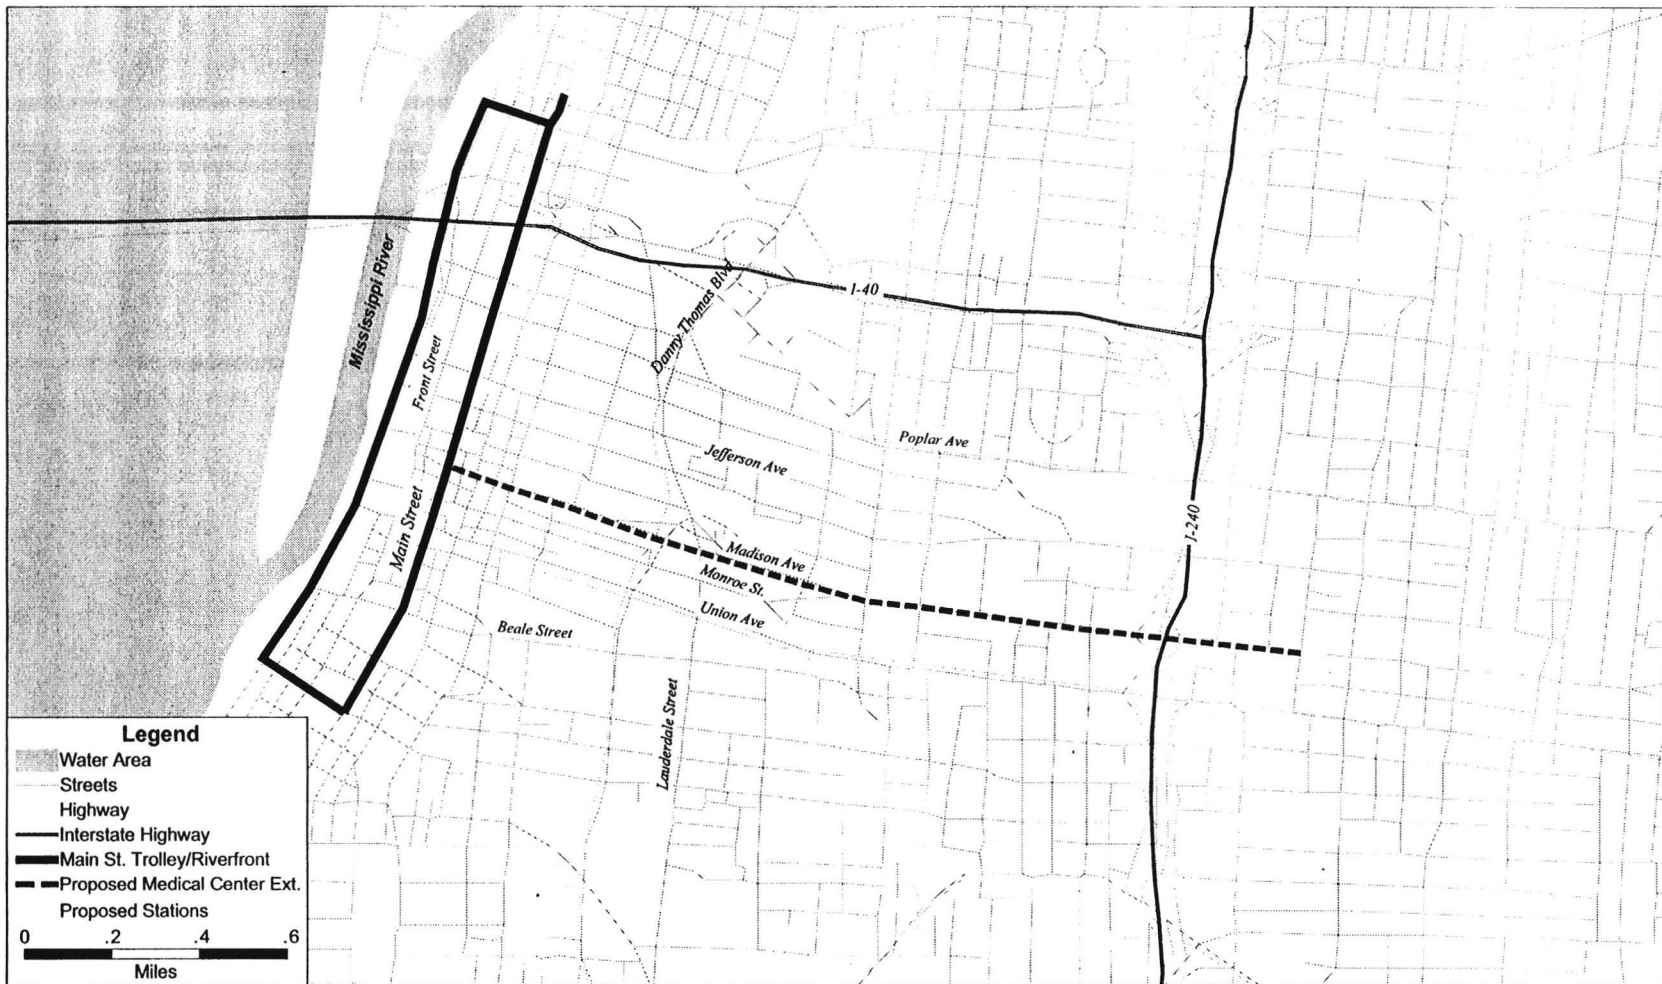 Mississippi River
Front Street
Main Street
Danny Thomas Blvd
I-40
Poplar Ave
Jefferson Ave
I-240
Madison Ave
Monroe St.
Union Ave
Beale Street
Lauderdale Street
Legend
Water Area
Streets
Highway
Interstate Highway
Main St. Trolley/Riverfront
Proposed Medical Center Ext.
Proposed Stations
0 .2 .4 .6
Miles